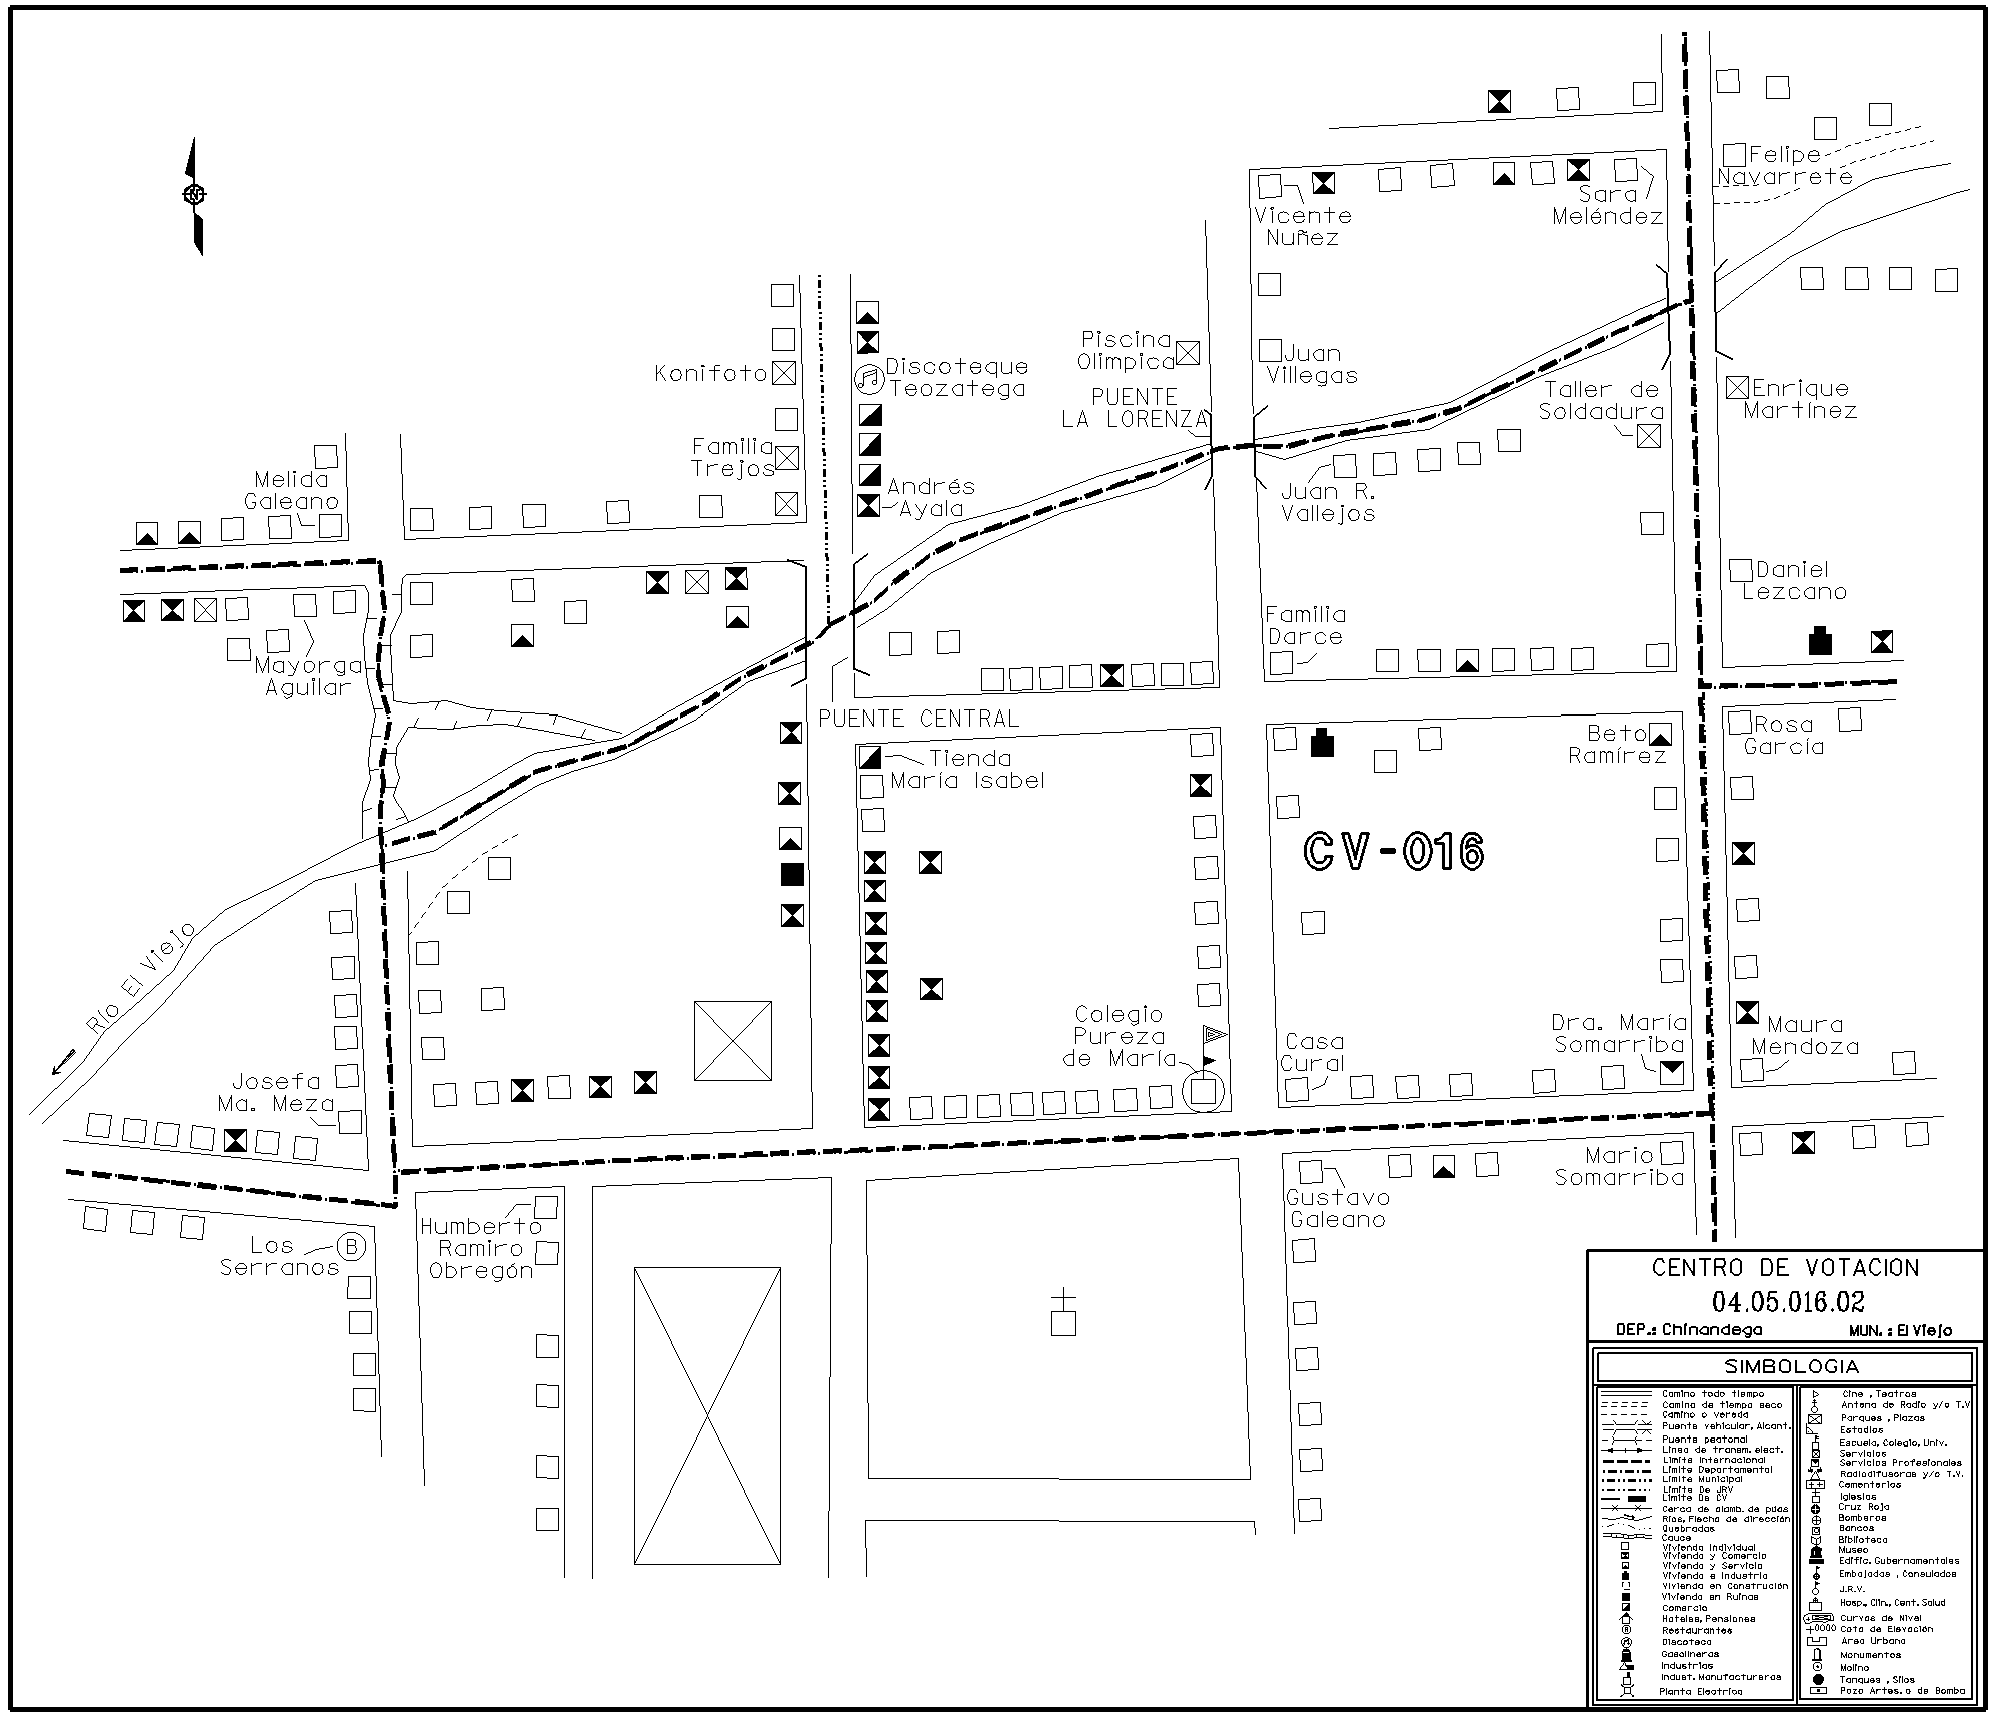 Felipe
Navarrete
Sara
Meléndez
Vicente
Nuñez
N
Piscina
Olimpica
Juan
Villegas
Konifoto
Discoteque
Teozatega
PUENTE
LA LORENZA
Taller de
Soldadura
Enrique
Martínez
Familia
Trejos
Melida
Galeano
Andrés
Ayala
Juan R.
Vallejos
Daniel
Lezcano
Familia
Darce
Mayorga
Aguilar
PUENTE CENTRAL
Tienda
María Isabel
Beto
Ramírez
Rosa
García
CV-016
Río El Viejo
Colegio
Pureza
de María
Casa
Cural
Dra. María
Somarriba
Maura
Mendoza
Josefa
Ma. Meza
Mario
Somarriba
Gustavo
Galeano
Humberto
Ramiro
Obregón
Los
Serranos
B
CENTRO DE VOTACION
04.05.016.02
DEP.: Chinandega MUN. : El Viejo
SIMBOLOGIA
Camino todo tiempo
Camino de tiempo seco
Camino o vereda
Puente vehicular, Alcant.
Puente peatonal
Linea de transm. elect.
Limite Internacional
Limite Departamental
Limite Municipal
Limite De JRV
Limite De CV
Cerca de alamb. de puas
Rios, Flecha de dirección
Quebradas
Cauce
Vivienda Individual
Vivienda y Comercio
Vivienda y Servicio
Vivienda e Industria
Vivienda en Construción
Vivienda en Ruinas
Comercio
Hoteles, Pensiones
Restaurantes
Discoteca
Gasolineras
Industrias
Indust. Manufactureras
Planta Electrica
Cine , Teatros
Antena de Radio y/o T.V
Parques , Plazas
Estadios
Escuela, Colegio, Univ.
Servicios
Servicios Profesionales
Radiodifusoras y/o T.V.
Cementerios
Iglesias
Cruz Roja
Bomberos
Bancos
Biblioteca
Museo
Edific. Gubernamentales
Embajadas , Consulados
J.R.V.
Hosp., Clin., Cent. Salud
Curvas de Nivel
+0000 Cota de Elevación
Area Urbana
Monumentos
Molino
Tanques , Silos
Pozo Artes. o de Bomba